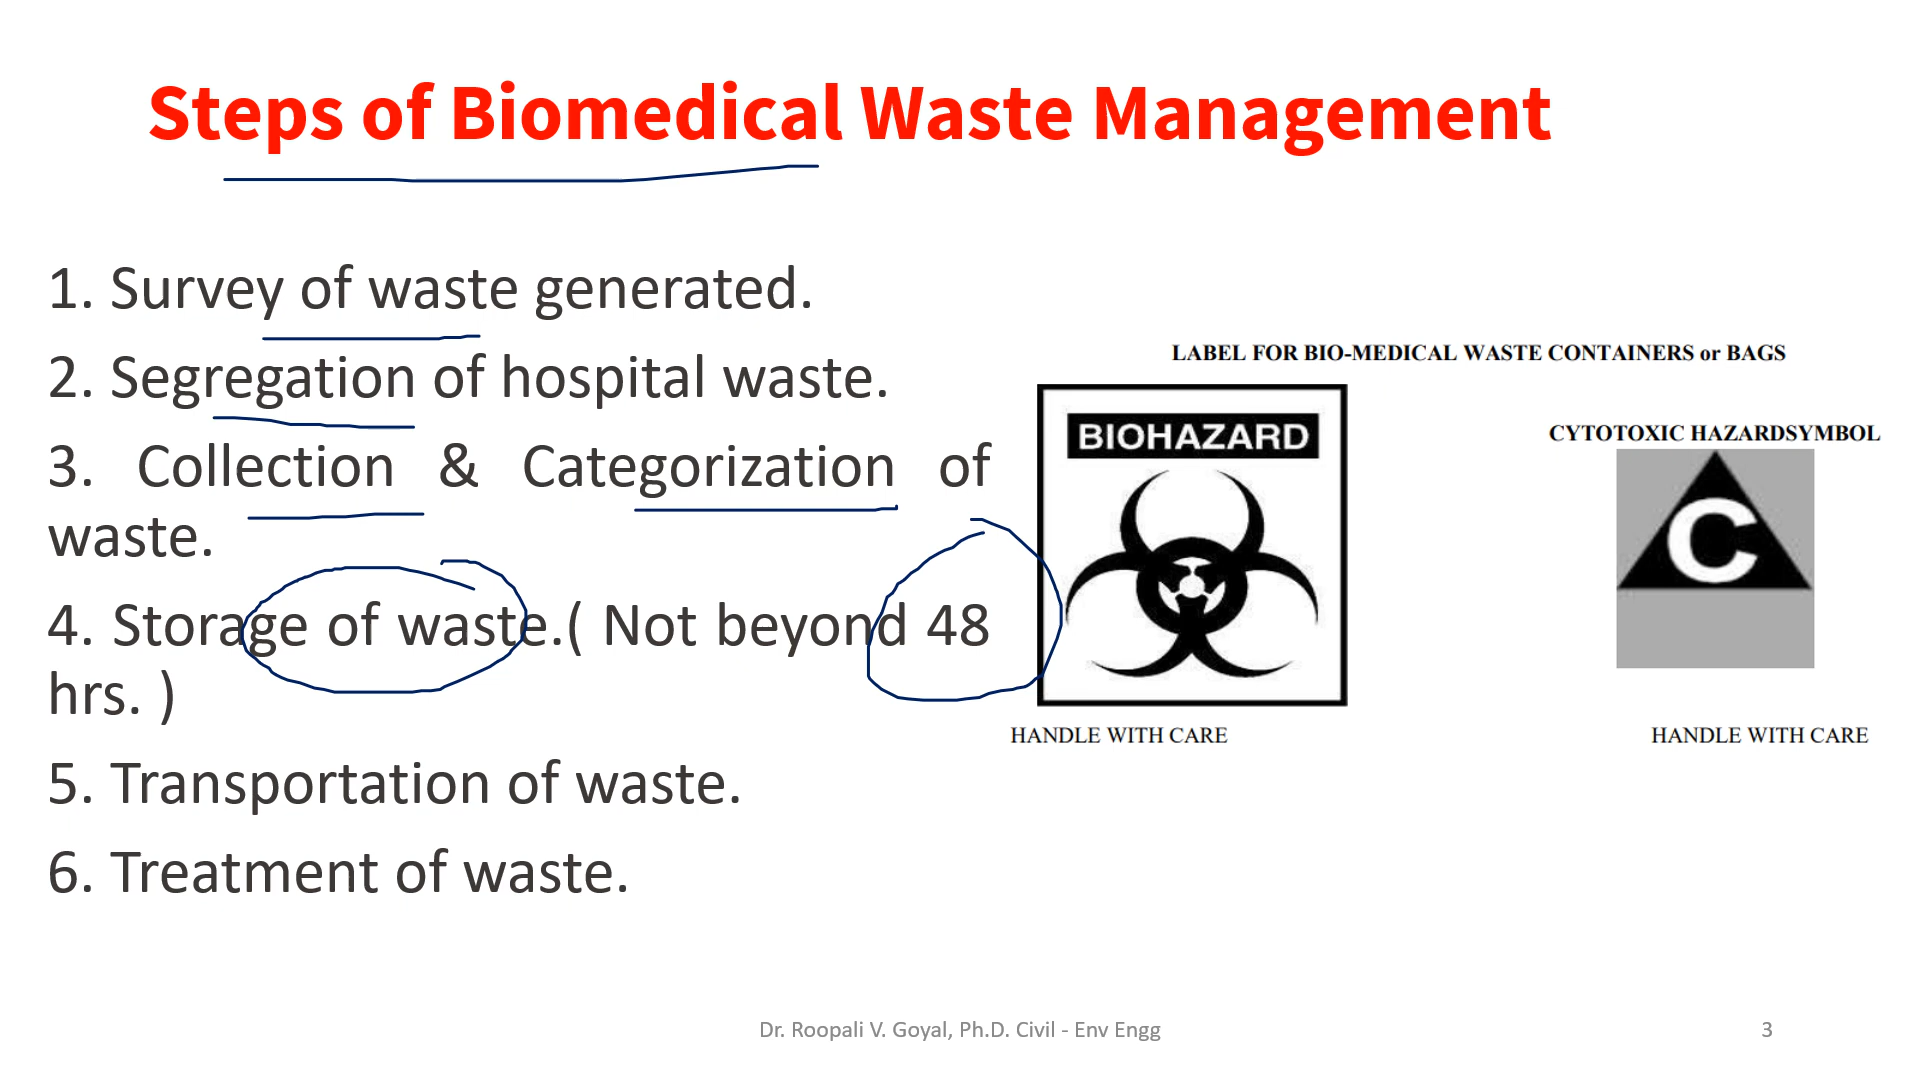 Steps of Biomedical Waste Management
1. Survey of waste generated.
2. Segregation of hospital waste.
3. Collection & Categorization of
waste.
4. Storage of waste.( Not beyond 48
hrs. )
5. Transportation of waste.
6. Treatment of waste.
LABEL FOR BIO-MEDICAL WASTE CONTAINERS or BAGS
BIOHAZARD
HANDLE WITH CARE
CYTOTOXIC HAZARDSYMBOL
C
HANDLE WITH CARE
Dr. Roopali V. Goyal, Ph.D. Civil - Env Engg
3